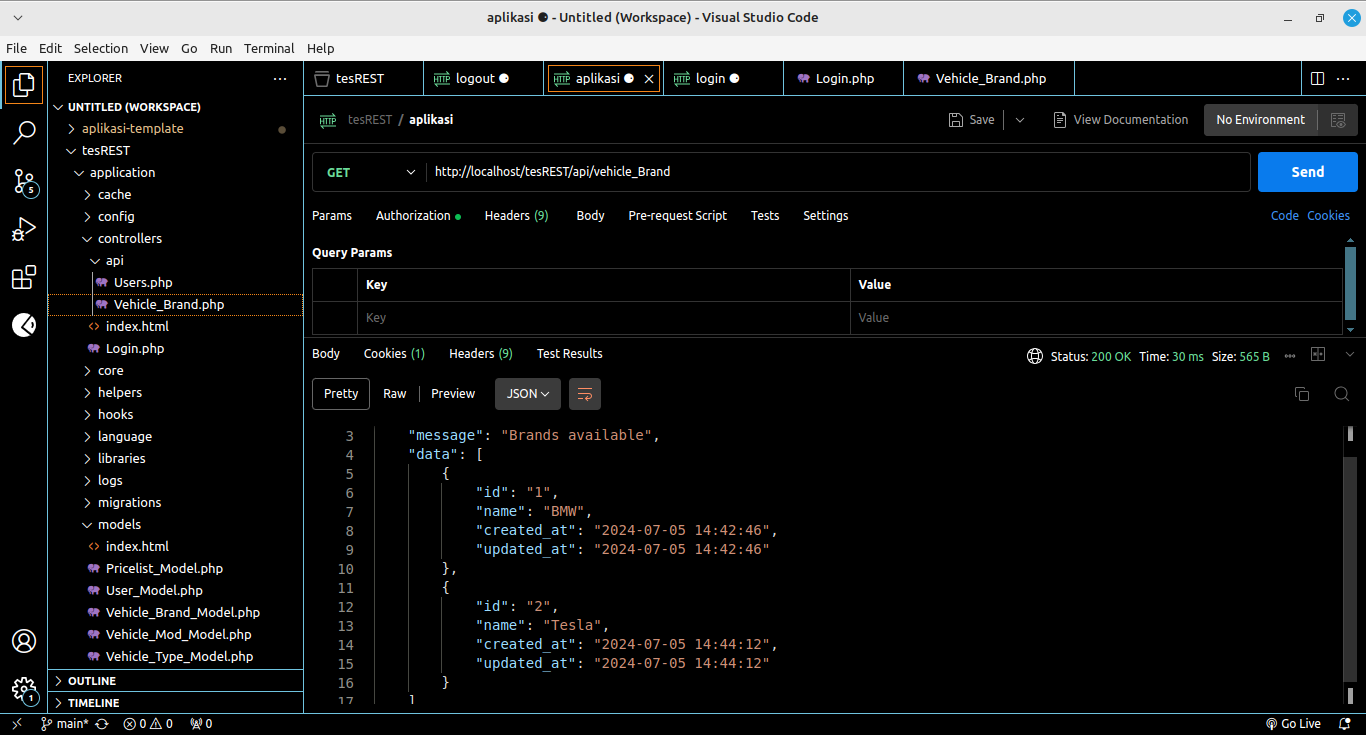 aplikasi ● - Untitled (Workspace) - Visual Studio Code
File Edit Selection View Go Run Terminal Help
EXPLORER ···
UNTITLED (WORKSPACE)
aplikasi-template
tesREST
application
cache
config
controllers
api
Users.php
Vehicle_Brand.php
index.html
Login.php
core
helpers
hooks
language
libraries
logs
migrations
models
index.html
Pricelist_Model.php
User_Model.php
Vehicle_Brand_Model.php
Vehicle_Mod_Model.php
Vehicle_Type_Model.php
OUTLINE
TIMELINE
5
1
tesREST HTTP logout HTTP aplikasi HTTP login Login.php Vehicle_Brand.php
HTTP tesREST / aplikasi Save View Documentation No Environment
GET http://localhost/tesREST/api/vehicle_Brand Send
Params Authorization Headers (9) Body Pre-request Script Tests Settings Code Cookies
Query Params
Key Value
Key Value
Body Cookies (1) Headers (9) Test Results Status: 200 OK Time: 30 ms Size: 565 B
Pretty Raw Preview JSON
3 "message": "Brands available",
4 "data": [
5 {
6 "id": "1",
7 "name": "BMW",
8 "created_at": "2024-07-05 14:42:46",
9 "updated_at": "2024-07-05 14:42:46"
10 },
11 {
12 "id": "2",
13 "name": "Tesla",
14 "created_at": "2024-07-05 14:44:12",
15 "updated_at": "2024-07-05 14:44:12"
16 }
17 ]
main* 0 0 0 Go Live